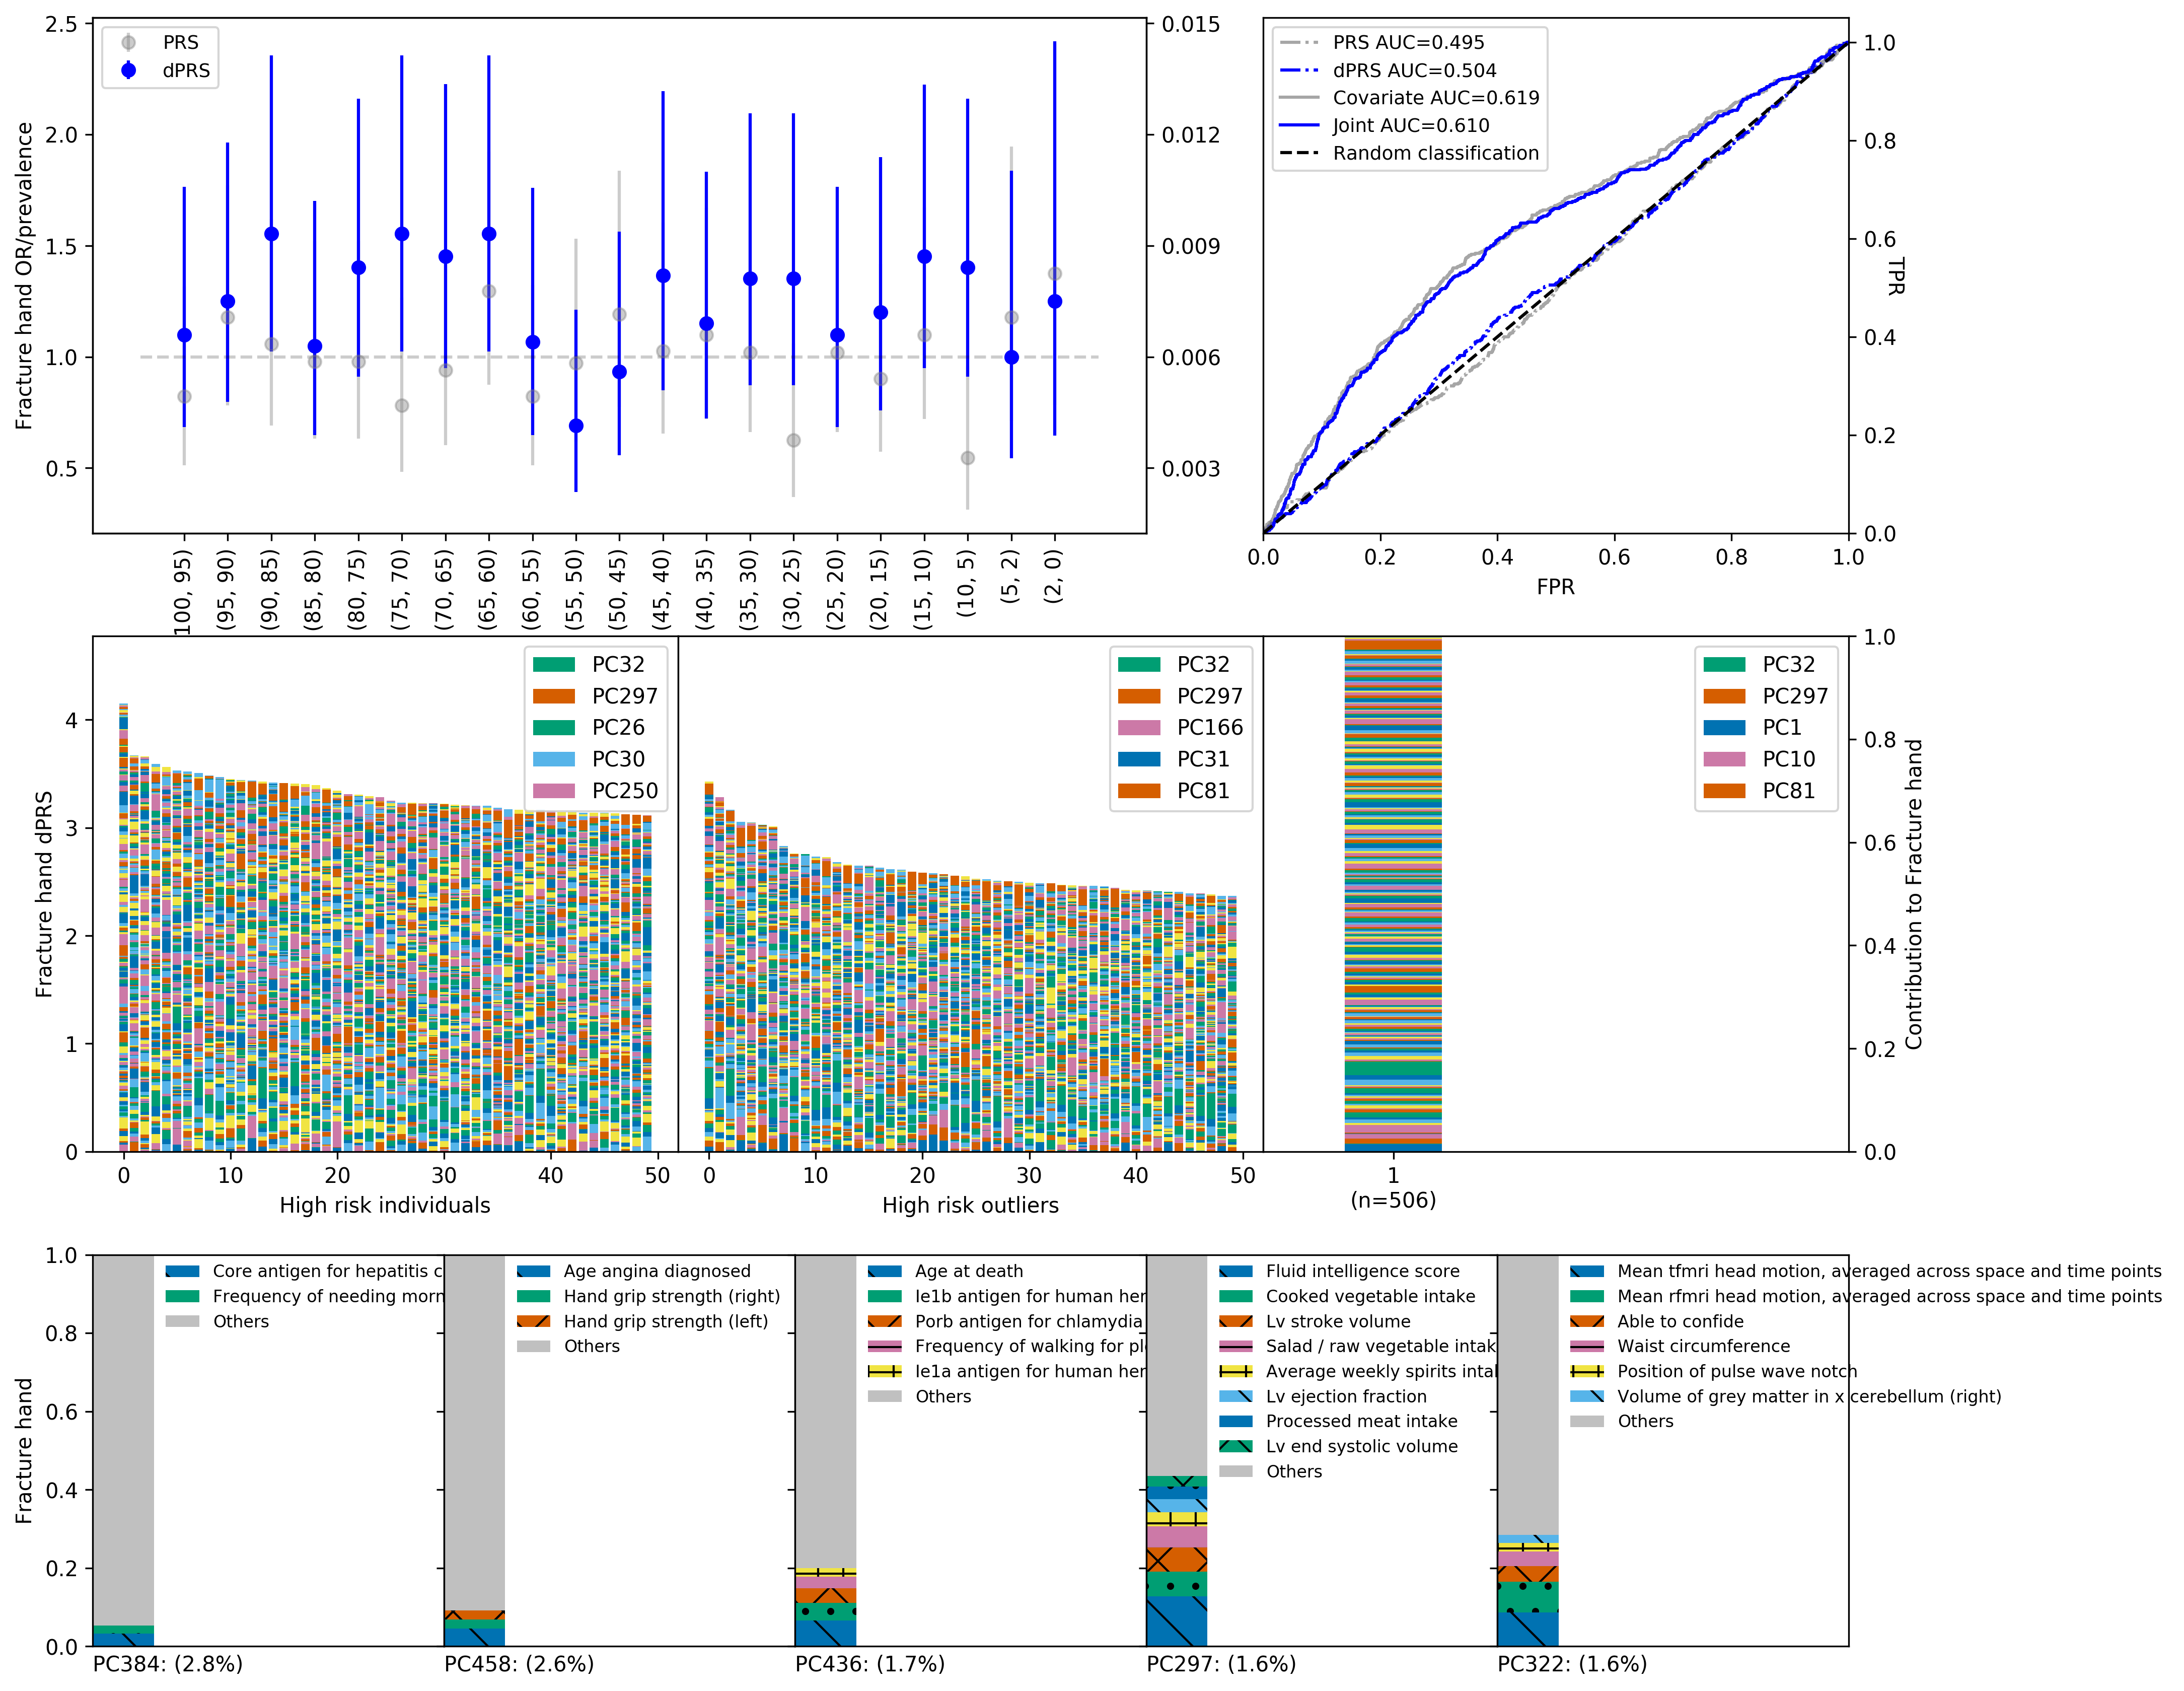 2.5
2.0
1.5
1.0
0.5
Fracture hand OR/prevalence
PRS
dPRS
0.015
0.012
0.009
0.006
0.003
100, 95)
(95, 90)
(90, 85)
(85, 80)
(80, 75)
(75, 70)
(70, 65)
(65, 60)
(60, 55)
(55, 50)
(50, 45)
(45, 40)
(40, 35)
(35, 30)
(30, 25)
(25, 20)
(20, 15)
(15, 10)
(10, 5)
(5, 2)
(2, 0)
PRS AUC=0.495
dPRS AUC=0.504
Covariate AUC=0.619
Joint AUC=0.610
Random classification
1.0
0.8
0.6
0.4
0.2
0.0
TPR
0.0 0.2 0.4 0.6 0.8 1.0
FPR
4
3
2
1
0
Fracture hand dPRS
PC32
PC297
PC26
PC30
PC250
0 10 20 30 40 50
High risk individuals
PC32
PC297
PC166
PC31
PC81
0 10 20 30 40 50
High risk outliers
PC32
PC297
PC1
PC10
PC81
1
(n=506)
1.0
0.8
0.6
0.4
0.2
0.0
Contribution to Fracture hand
1.0
0.8
0.6
0.4
0.2
0.0
Fracture hand
Core antigen for hepatitis c
Frequency of needing morn
Others
PC384: (2.8%)
Age angina diagnosed
Hand grip strength (right)
Hand grip strength (left)
Others
PC458: (2.6%)
Age at death
Ie1b antigen for human her
Porb antigen for chlamydia
Frequency of walking for ple
Ie1a antigen for human her
Others
PC436: (1.7%)
Fluid intelligence score
Cooked vegetable intake
Lv stroke volume
Salad / raw vegetable intak
Average weekly spirits intal
Lv ejection fraction
Processed meat intake
Lv end systolic volume
Others
PC297: (1.6%)
Mean tfmri head motion, averaged across space and time points
Mean rfmri head motion, averaged across space and time points
Able to confide
Waist circumference
Position of pulse wave notch
Volume of grey matter in x cerebellum (right)
Others
PC322: (1.6%)